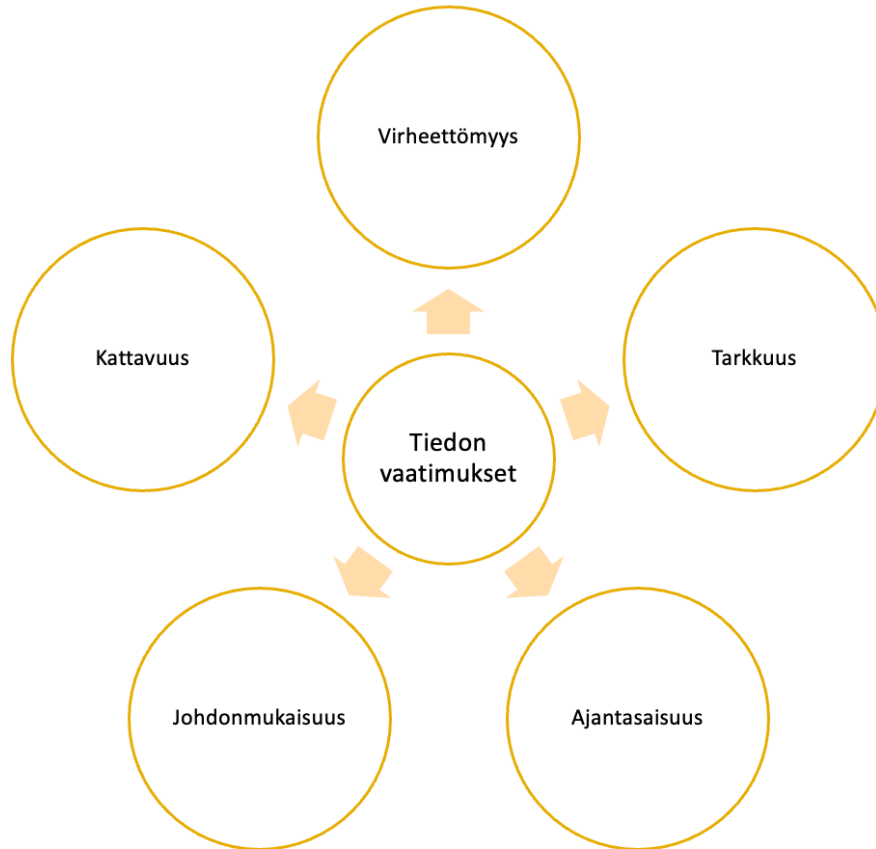 Virheettömyys
Kattavuus
Tarkkuus
Tiedon
vaatimukset
Johdonmukaisuus
Ajantasaisuus